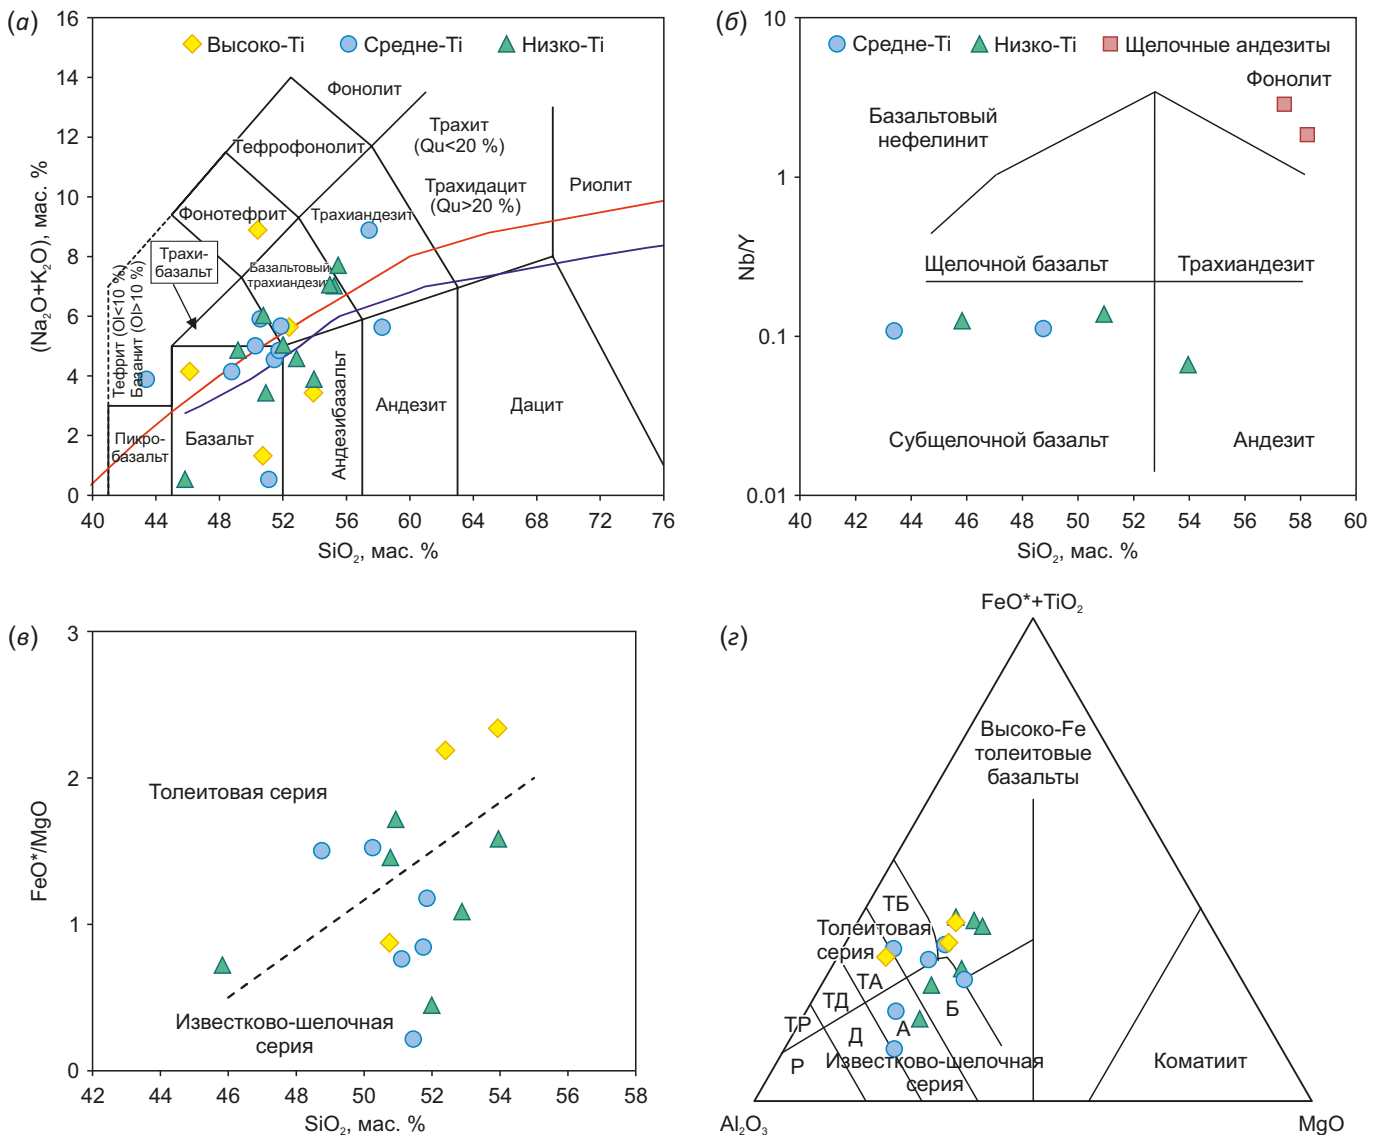 (а)
Высоко-Ti Средне-Ti Низко-Ti
Фонолит
Тефрофонолит
Трахит
(Qu<20 %)
Трахидацит
(Qu>20 %)
Риолит
Фонотефрит
Трахиандезит
Трахи-
базальт
Базальтовый
трахиандезит
Тефрит (Ol<10 %)
Базанит (Ol>10 %)
Пикро-
базальт
Базальт
Андезибазальт
Андезит
Дацит
(Na2O+K2O), мас. %
0 2 4 6 8 10 12 14 16
40 44 48 52 56 60 64 68 72 76
SiO2, мас. %
(б)
Средне-Ti Низко-Ti Щелочные андезиты
Фонолит
Базальтовый
нефелинит
Щелочной базальт
Трахиандезит
Субщелочной базальт
Андезит
Nb/Y
0.01 0.1 1 10
40 42 44 46 48 50 52 54 56 58 60
SiO2, мас. %
(в)
Толеитовая серия
Известково-шелочная
серия
FeO*/MgO
0 1 2 3
42 44 46 48 50 52 54 56 58
SiO2, мас. %
(г)
FeO*+TiO2
Высоко-Fe
толеитовые
базальты
ТБ
Толеитовая
серия
ТА
ТД
ТР
Б
А
Д
Р
Известково-шелочная
серия
Коматиит
Al2O3
MgO